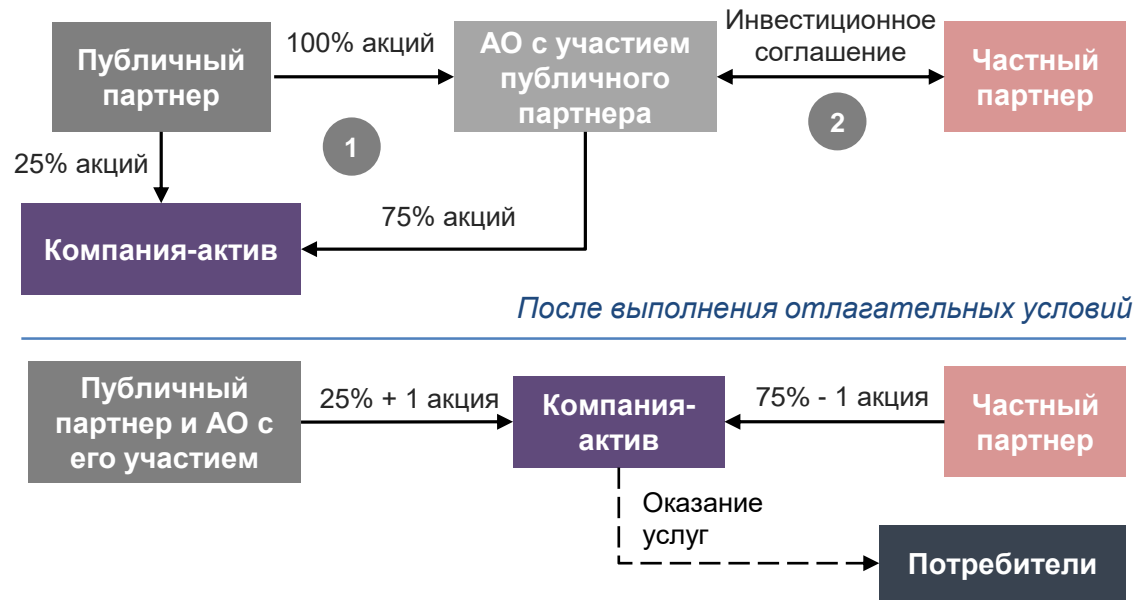 Публичный
партнер
100% акций
АО с участием
публичного
партнера
Инвестиционное
соглашение
Частный
партнер
1
2
25% акций
75% акций
Компания-актив
После выполнения отлагательных условий
Публичный
партнер и АО с
его участием
25% + 1 акция
Компания-
актив
75% - 1 акция
Частный
партнер
Оказание
услуг
Потребители